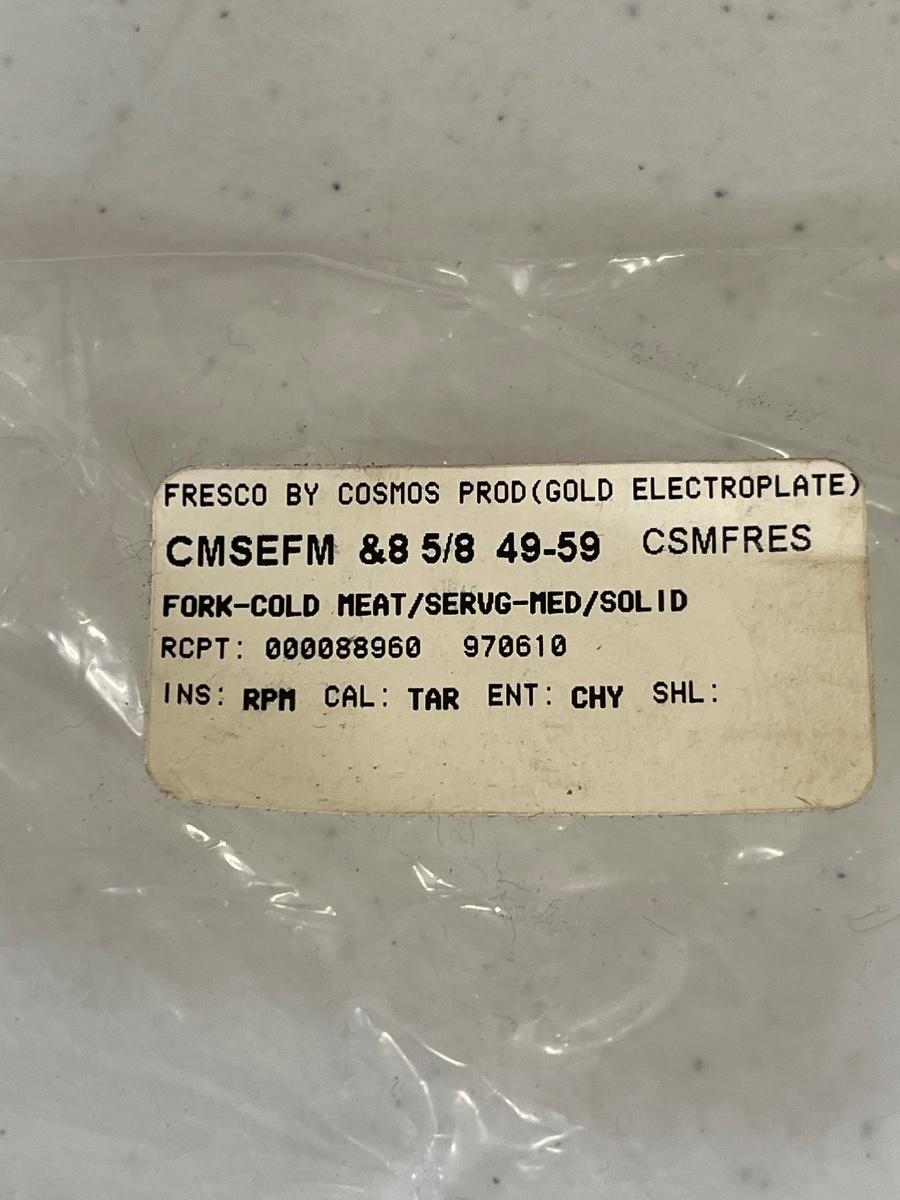 FRESCO BY COSMOS PROD(GOLD ELECTROPLATE)
CMSEFM &8 5/8 49-59 CSMFRES
FORK-COLD MEAT/SERVG-MED/SOLID
RCPT: 000088960 970610
INS: RPM CAL: TAR ENT: CHY SHL: